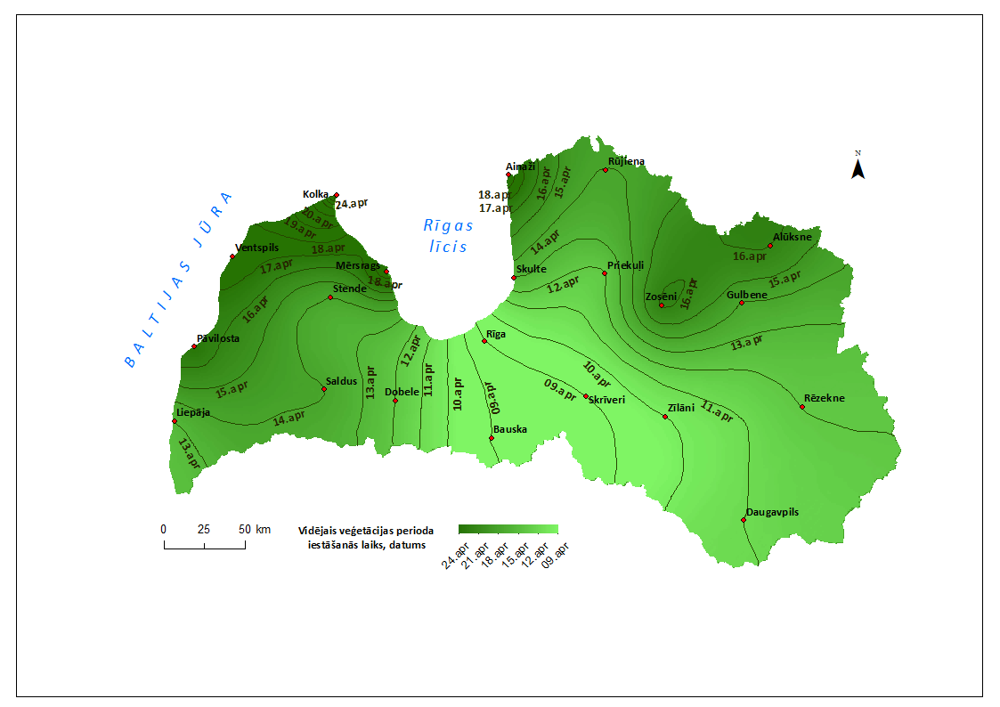 N
Ainaži
Rūjiena
16.apr
15.apr
18.apr
17.apr
Kolka
24.apr
20.apr
19.apr
BALTIJAS JŪRA
Rīgas
līcis
Ventspils
18.apr
17.apr
Mērsrags
18.apr
Stende
16.apr
14.apr
Skulte
12.apr
Priekuļi
Alūksne
16.apr
15.apr
Zosēni
16.apr
Gulbene
13.apr
Pāvilosta
Rīga
12.apr
11.apr
13.apr
10.apr
09.apr
15.apr
Saldus
Dobele
09.apr
10.apr
Skrīveri
Zīlāni
11.apr
Rēzekne
Liepāja
14.apr
13.apr
Bauska
Daugavpils
0 25 50 km
Vidējais veģetācijas perioda
iestāšanās laiks, datums
24.apr
21.apr
18.apr
15.apr
12.apr
09.apr